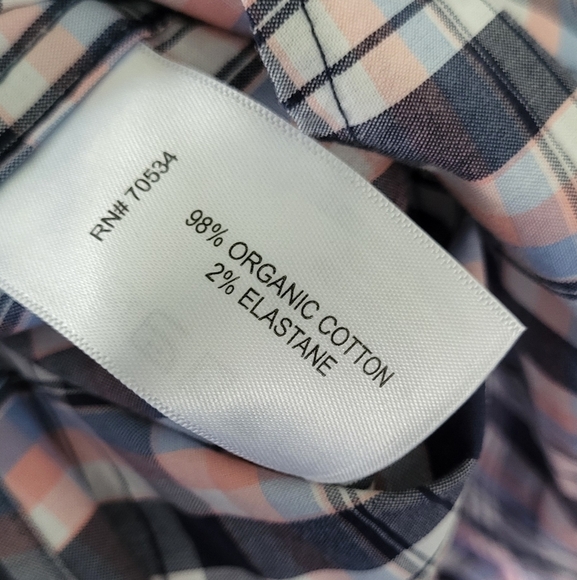 RN# 70534
98% ORGANIC COTTON
2% ELASTANE